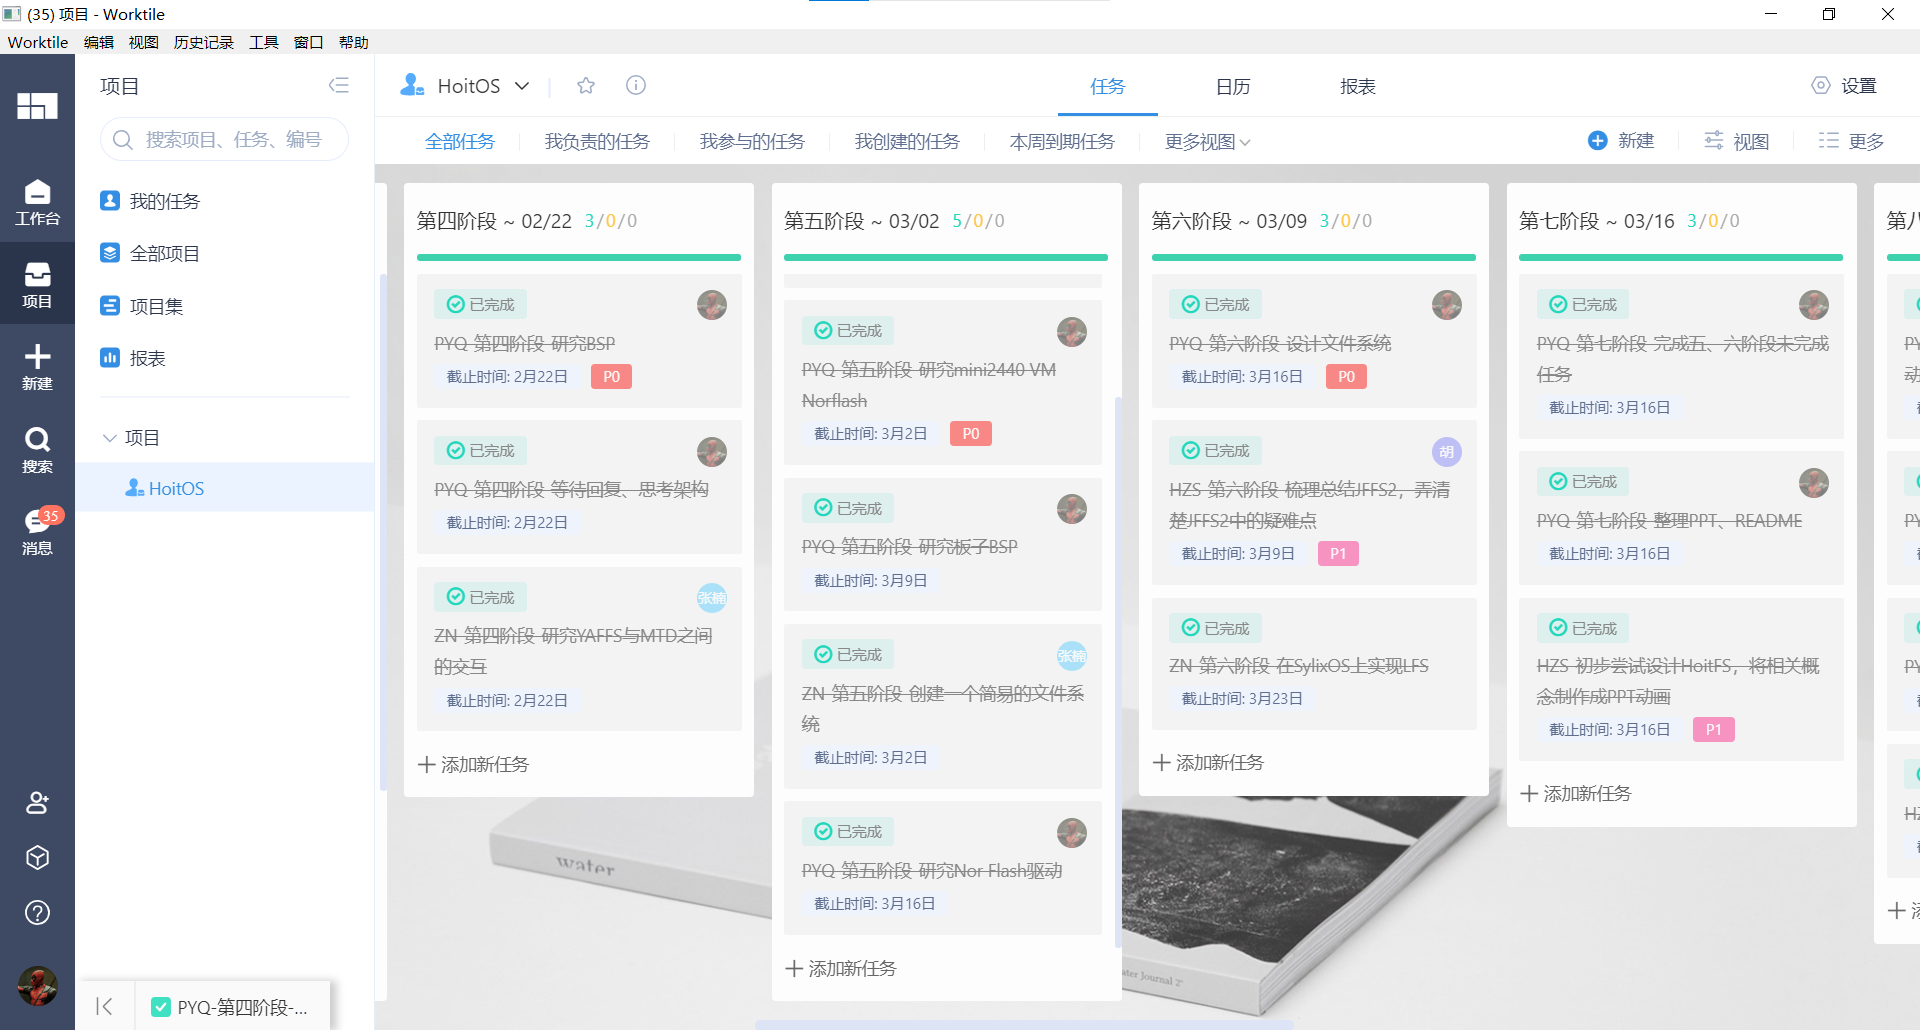 (35) 项目 - Worktile
Worktile 编辑 视图 历史记录 工具 窗口 帮助
工作台
项目
新建
搜索
35
消息
项目
搜索项目、任务、编号
我的任务
全部项目
项目集
报表
项目
HoitOS
PYQ-第四阶段-...
HoitOS
任务 日历 报表
设置
全部任务 我负责的任务 我参与的任务 我创建的任务 本周到期任务 更多视图
新建 视图 更多
第四阶段 ~ 02/22 3/0/0
已完成
PYQ-第四阶段-研究BSP
截止时间: 2月22日 P0
已完成
PYQ-第四阶段-等待回复、思考架构
截止时间: 2月22日
已完成
张楠
ZN-第四阶段-研究YAFFS与MTD之间
的交互
截止时间: 2月22日
添加新任务
第五阶段 ~ 03/02 5/0/0
已完成
PYQ-第五阶段-研究mini2440 VM
Norflash
截止时间: 3月2日 P0
已完成
PYQ-第五阶段-研究板子BSP
截止时间: 3月9日
已完成
张楠
ZN-第五阶段-创建一个简易的文件系
统
截止时间: 3月2日
已完成
PYQ-第五阶段-研究Nor Flash驱动
截止时间: 3月16日
添加新任务
第六阶段 ~ 03/09 3/0/0
已完成
PYQ-第六阶段-设计文件系统
截止时间: 3月16日 P0
已完成
胡
HZS-第六阶段-梳理总结JFFS2，弄清
楚JFFS2中的疑难点
截止时间: 3月9日 P1
已完成
ZN-第六阶段-在SylixOS上实现LFS
截止时间: 3月23日
添加新任务
第七阶段 ~ 03/16 3/0/0
已完成
PYQ-第七阶段-完成五、六阶段未完成
任务
截止时间: 3月16日
已完成
PYQ-第七阶段-整理PPT、README
截止时间: 3月16日
已完成
HZS-初步尝试设计HoitFS，将相关概
念制作成PPT动画
截止时间: 3月16日 P1
添加新任务
water